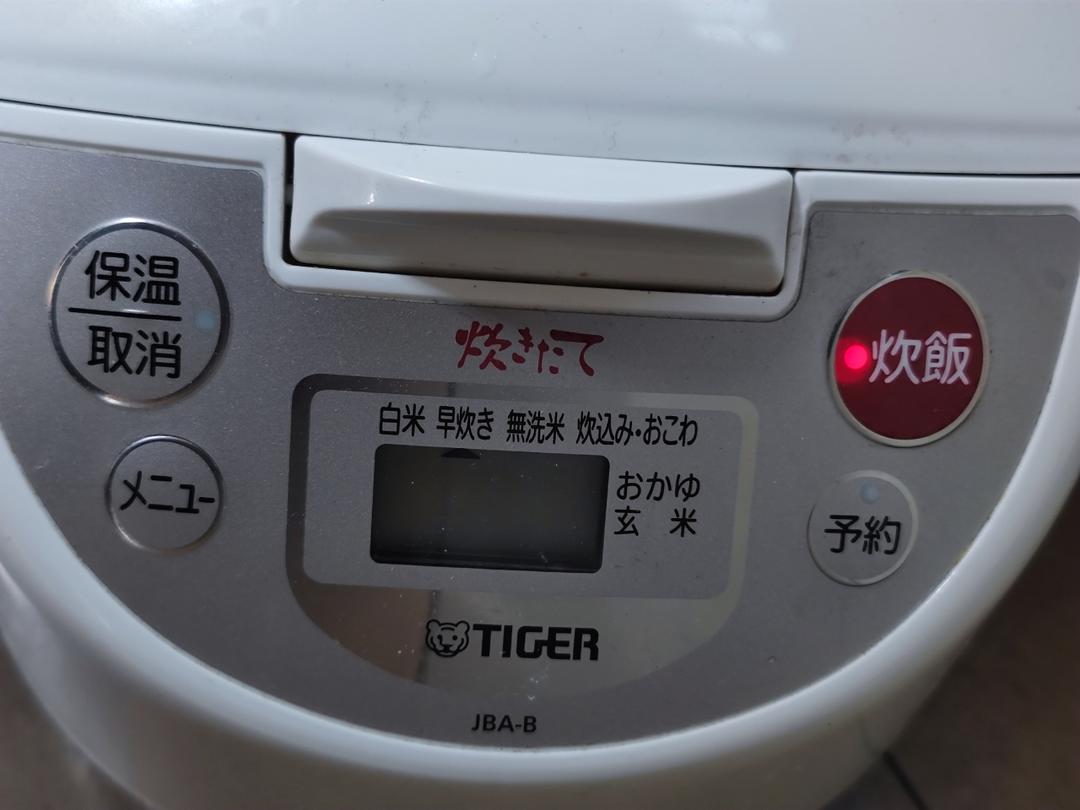 保温
取消
メニュー
炊きたて
白米 早炊き 無洗米 炊込み・おこわ
おかゆ
玄米
炊飯
予約
TIGER
JBA-B